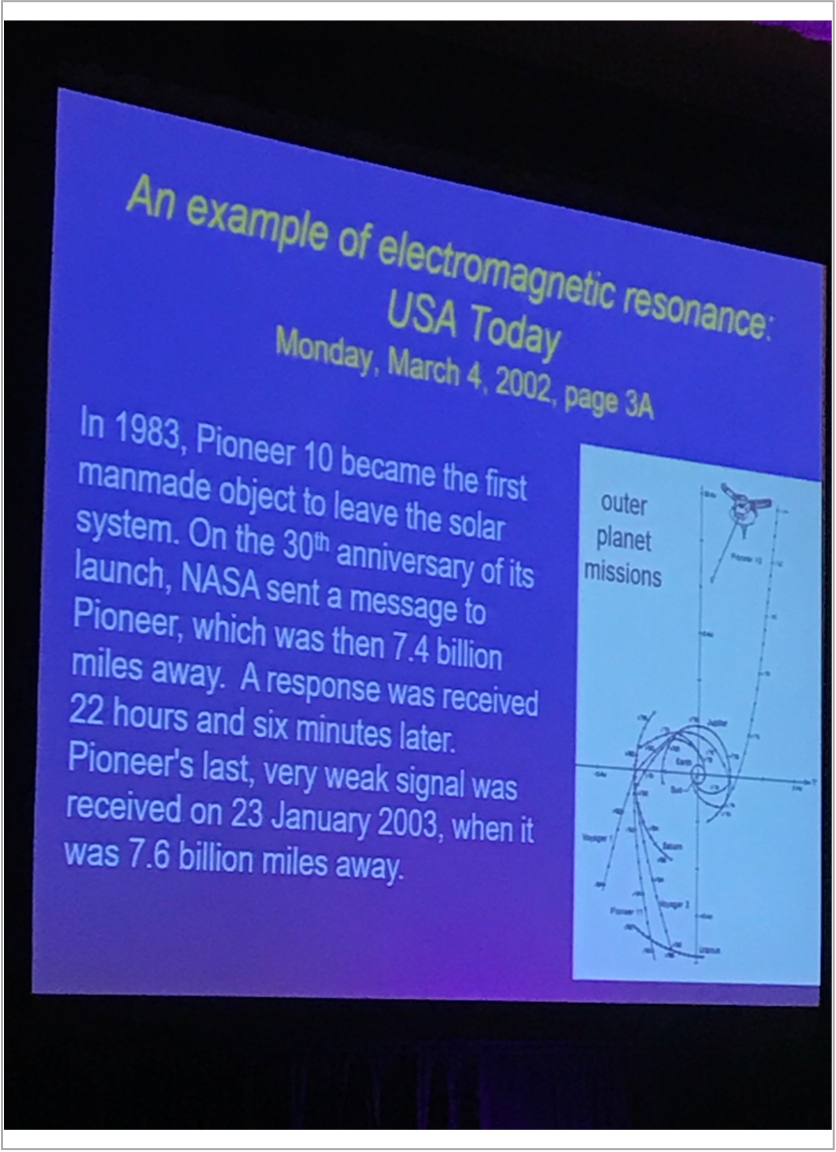 An example of electromagnetic resonance:
USA Today
Monday, March 4, 2002, page 3A
In 1983, Pioneer 10 became the first
manmade object to leave the solar
system. On the 30th anniversary of its
launch, NASA sent a message to
Pioneer, which was then 7.4 billion
miles away. A response was received
22 hours and six minutes later.
Pioneer's last, very weak signal was
received on 23 January 2003, when it
was 7.6 billion miles away.
outer
planet
missions
Pioneer 10
Jupiter
Earth
Sun
Saturn
Voyager 1
Voyager 2
Pioneer 11
Uranus